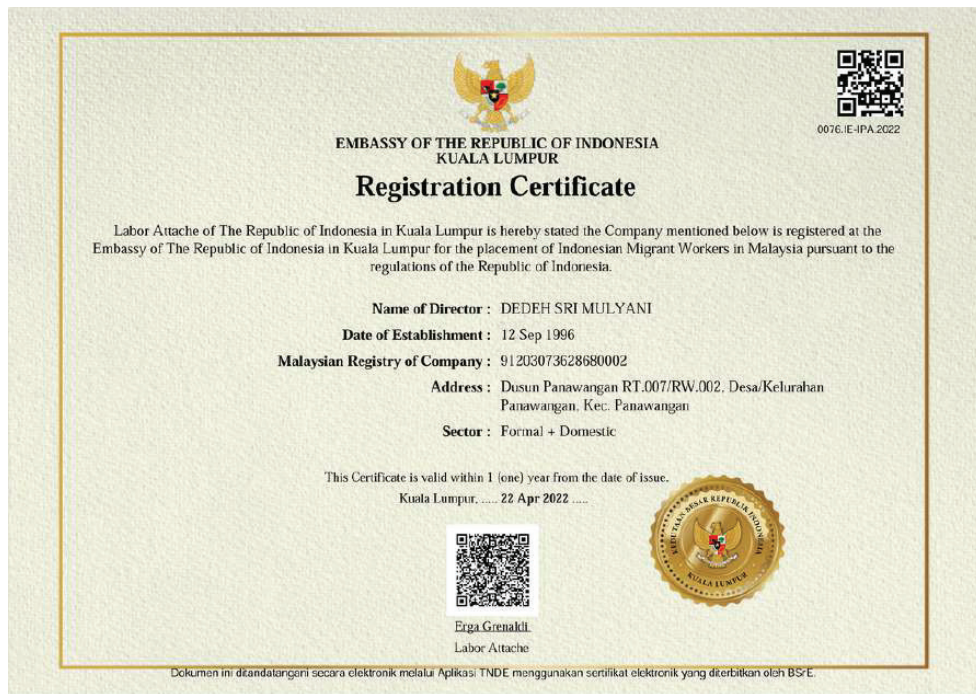 0076.IE-IPA.2022
EMBASSY OF THE REPUBLIC OF INDONESIA
KUALA LUMPUR
Registration Certificate
Labor Attache of The Republic of Indonesia in Kuala Lumpur is hereby stated the Company mentioned below is registered at the
Embassy of The Republic of Indonesia in Kuala Lumpur for the placement of Indonesian Migrant Workers in Malaysia pursuant to the
regulations of the Republic of Indonesia.
Name of Director : DEDEH SRI MULYANI
Date of Establishment : 12 Sep 1996
Malaysian Registry of Company : 91203073628680002
Address : Dusun Panawangan RT.007/RW.002, Desa/Kelurahan
Panawangan, Kec. Panawangan
Sector : Formal + Domestic
This Certificate is valid within 1 (one) year from the date of issue.
Kuala Lumpur, ..... 22 Apr 2022 .....
KEDUTAAN BESAR REPUBLIK INDONESIA
KUALA LUMPUR
Erga Grenaldi
Labor Attache
Dokumen ini ditandatangani secara elektronik melalui Aplikasi TNDE menggunakan sertifikat elektronik yang diterbitkan oleh BSrE.